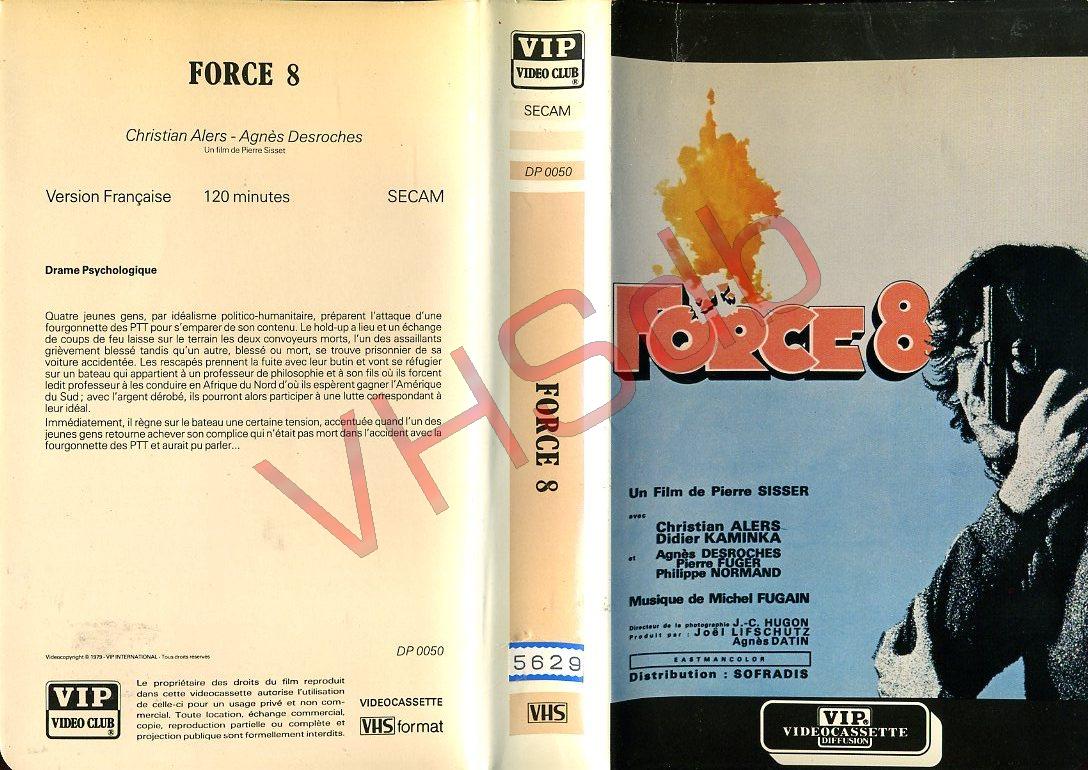 FORCE 8
Christian Alers - Agnès Desroches
Un film de Pierre Sisset
Version Française 120 minutes SECAM
Drame Psychologique
Quatre jeunes gens, par idéalisme politico-humanitaire, préparent l'attaque d'une
fourgonnette des PTT pour s'emparer de son contenu. Le hold-up a lieu et un échange
de coups de feu laisse sur le terrain les deux convoyeurs morts, l'un des assaillants
grièvement blessé tandis qu'un autre, blessé ou mort, se trouve prisonnier de sa
voiture accidentée. Les escapés prennent la fuite avec leur butin et vont se réfugier
sur un bateau qui appartient à un professeur de philosophie et à son fils où ils forcent
ledit professeur à les conduire en Afrique du Nord d'où ils espèrent gagner l'Amérique
du Sud; avec l'argent dérobé, ils pourront alors participer à une lutte correspondant à
leur idéal.
Immédiatement, il règne sur le bateau une certaine tension, accentuée quand l'un des
jeunes gens retourne achever son complice qui n'était pas mort dans l'accident avec la
fourgonnette des PTT et aurait pu parler...
DP 0050
Videocopyright © 1979 - VIP INTERNATIONAL - Tous droits réservés
VIP
VIDEO CLUB ®
Le propriétaire des droits du film reproduit
dans cette videocassette autorise l'utilisation
de celle-ci pour un usage privé et non com-
mercial. Toute location, échange commercial,
copie, reproduction partielle ou complète et
projection publique sont formellement interdits.
VIDEOCASSETTE
VHS format
VIP
VIDEO CLUB ®
SECAM
DP 0050
FORCE 8
5629
VHS
FORCE 8
Un Film de Pierre SISSER
avec
Christian ALERS
Didier KAMINKA
et
Agnès DESROCHES
Pierre FUGER
Philippe NORMAND
Musique de Michel FUGAIN
Directeur de la photographie J.-C. HUGON
Produit par : Joël LIFSCHUTZ
Agnès DATIN
EASTMANCOLOR
Distribution : SOFRADIS
VIP ®
VIDEOCASSETTE
DIFFUSION
VHSdb